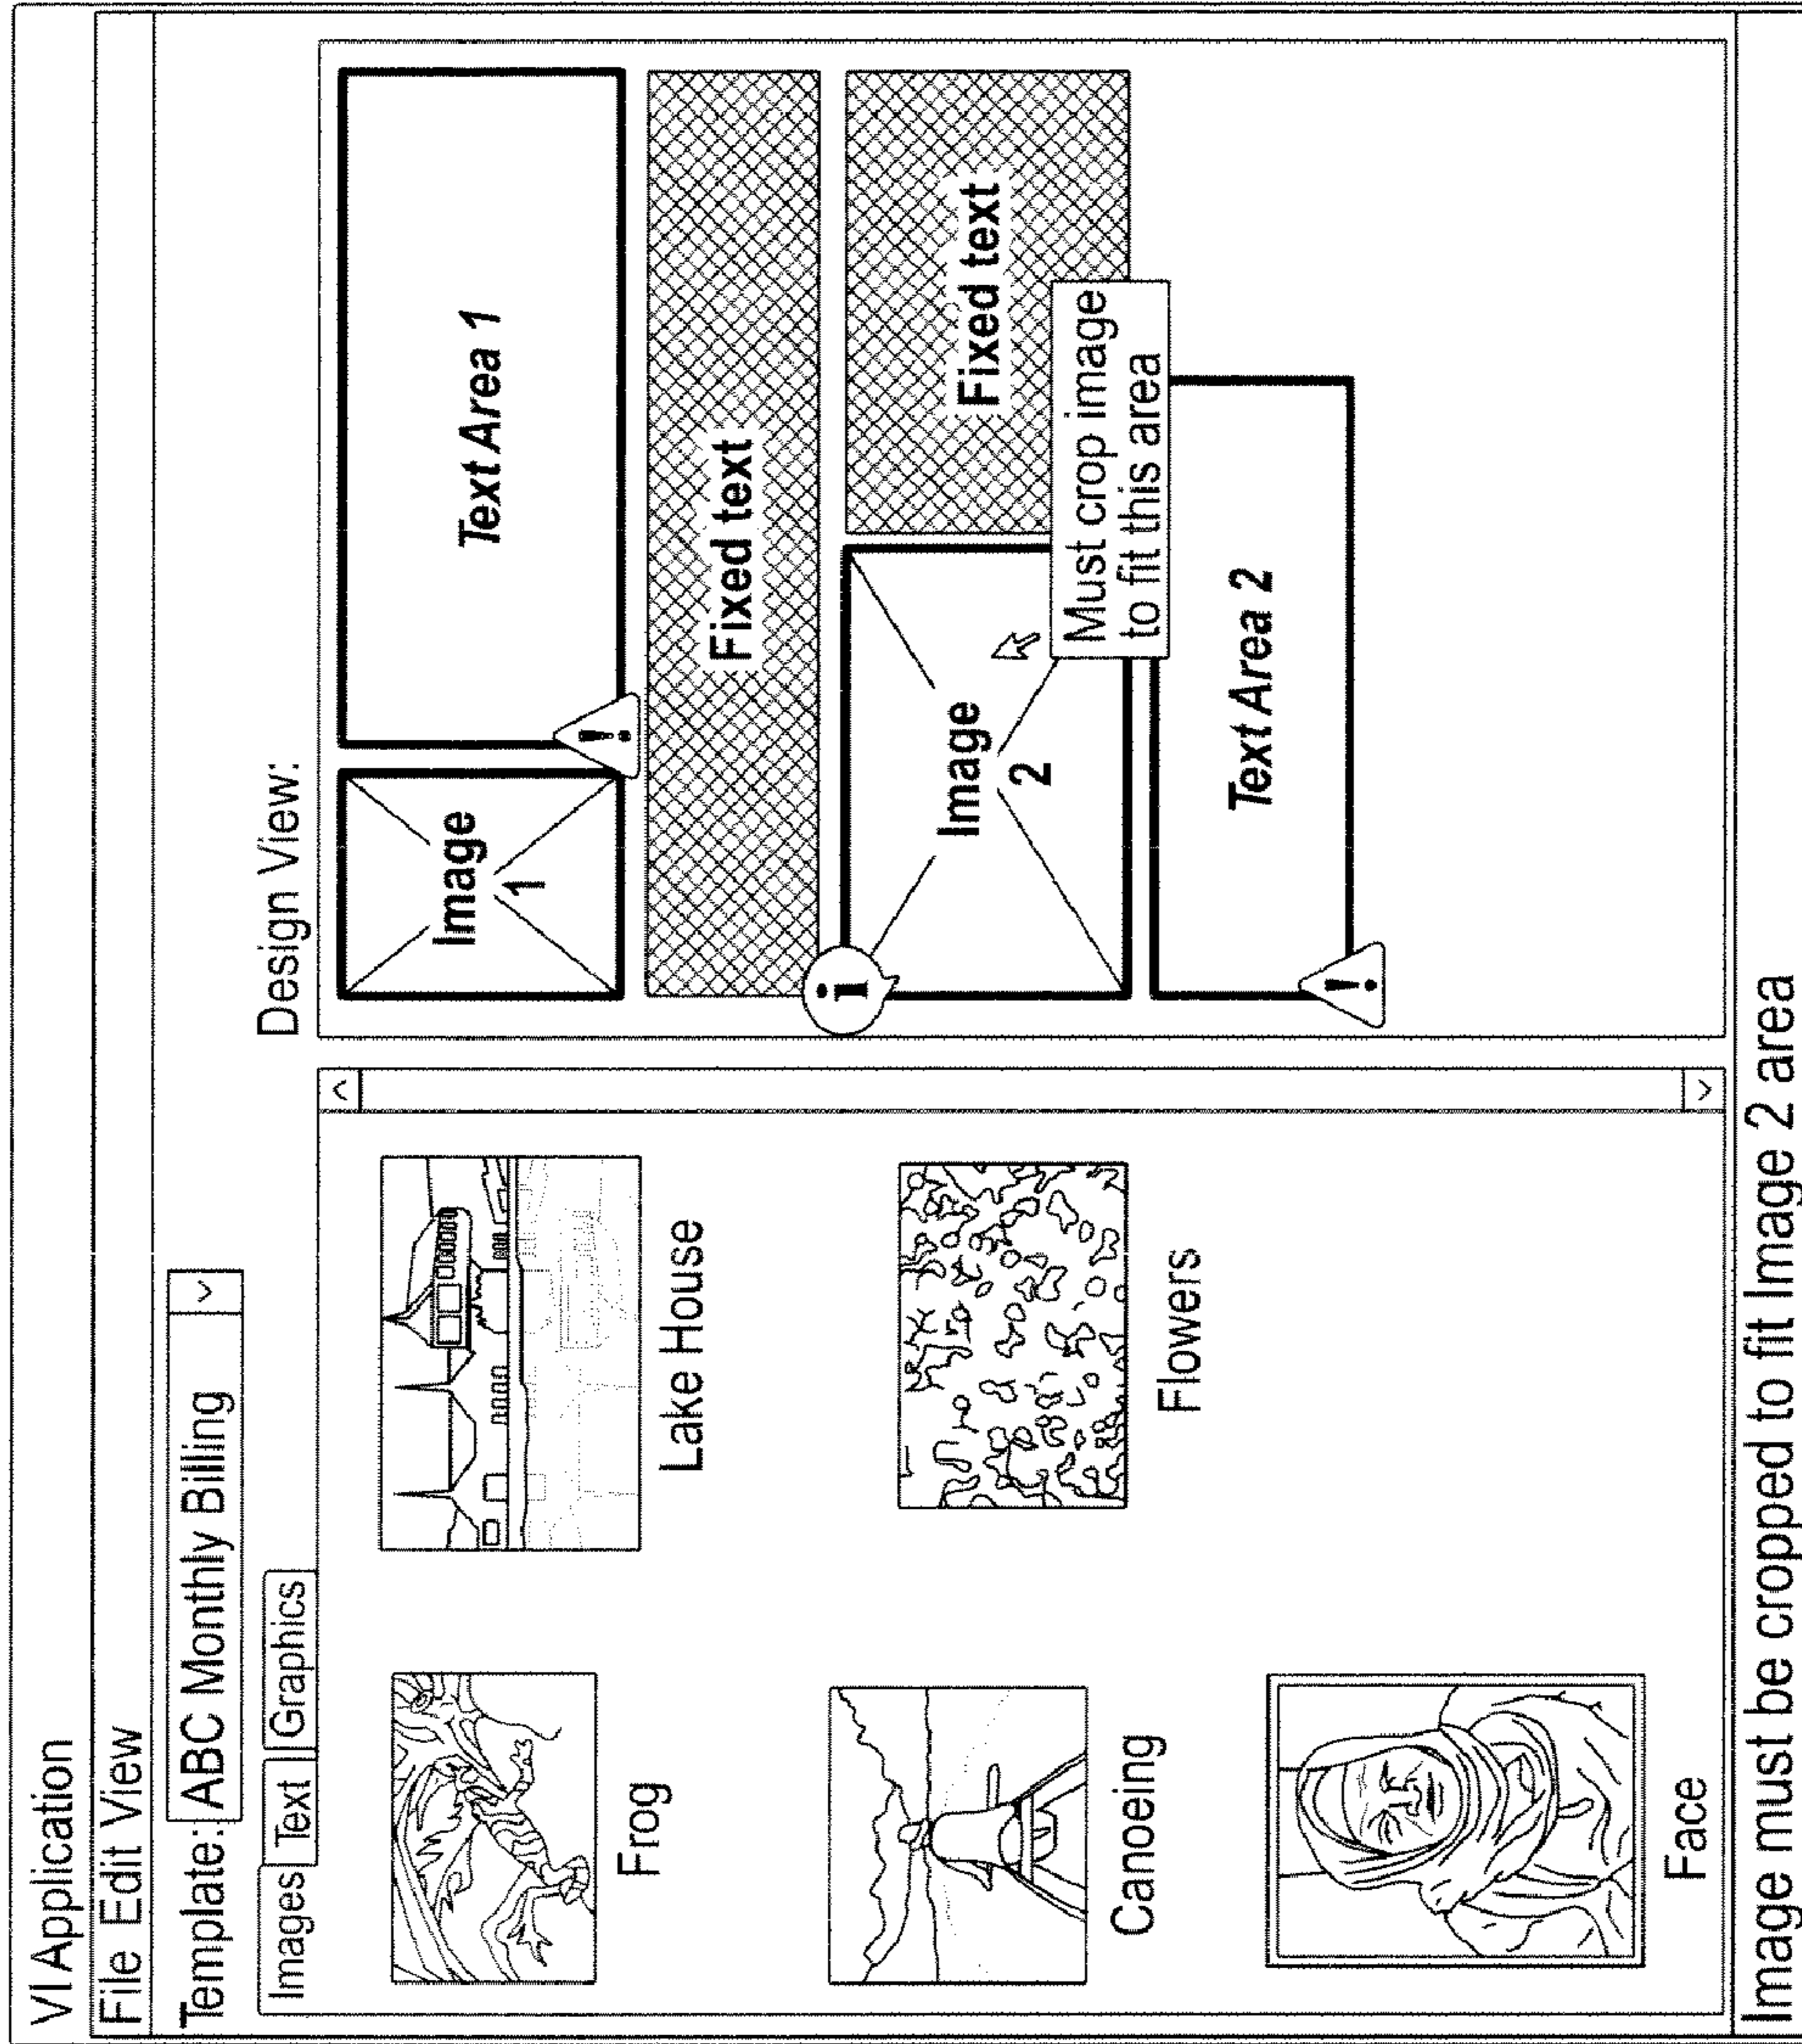 VI Application
File Edit View
Template: ABC Monthly Billing
Images Text Graphics
Frog
Lake House
Canoeing
Flowers
Face
Design View:
Image
1
Text Area 1
!
Fixed text
i
Image
2
Fixed text
Must crop image
to fit this area
Text Area 2
!
Image must be cropped to fit Image 2 area